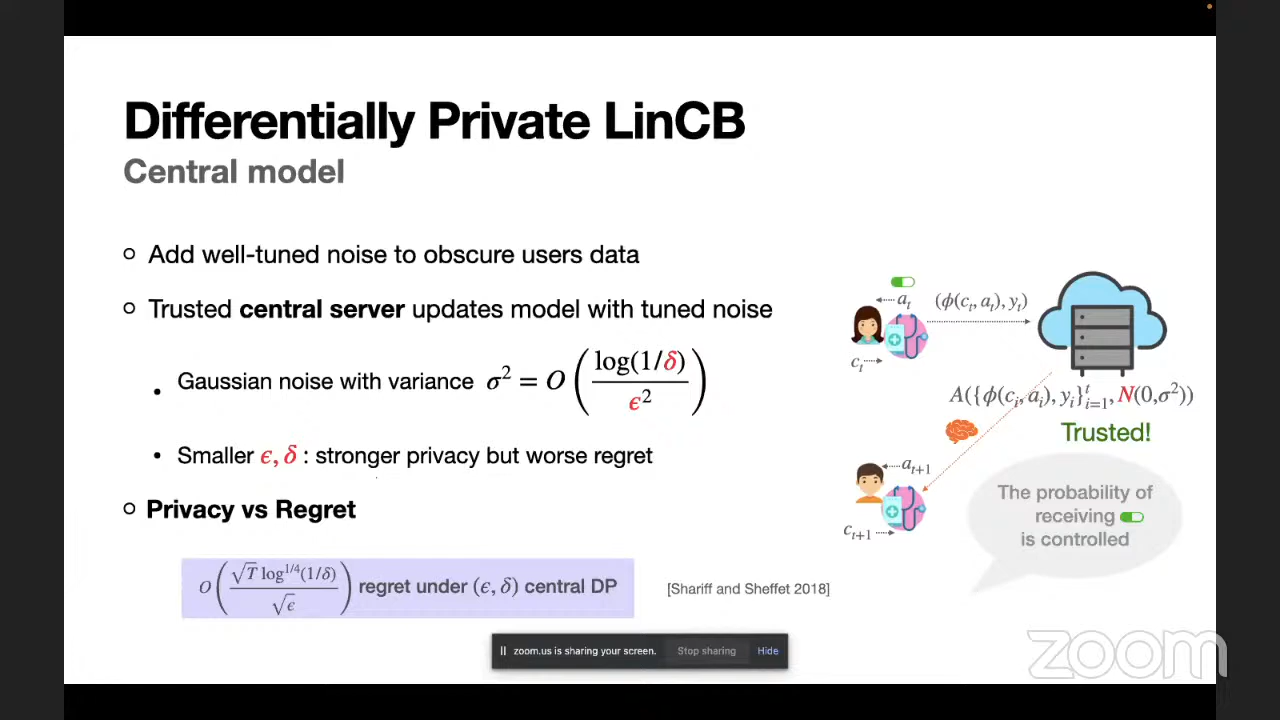 Differentially Private LinCB
Central model
Add well-tuned noise to obscure users data
Trusted central server updates model with tuned noise
Gaussian noise with variance σ² = O(log(1/δ)/ϵ²)
Smaller ϵ, δ : stronger privacy but worse regret
Privacy vs Regret
O(√T log^{1/4}(1/δ)/√ϵ) regret under (ϵ, δ) central DP
[Shariff and Sheffet 2018]
a_t
(ϕ(c_t, a_t), y_t)
c_t
A({ϕ(c_i, a_i), y_i}_{i=1}^t, N(0,σ²))
Trusted!
a_{t+1}
c_{t+1}
The probability of
receiving
is controlled
zoom.us is sharing your screen.
Stop sharing
Hide
zoom